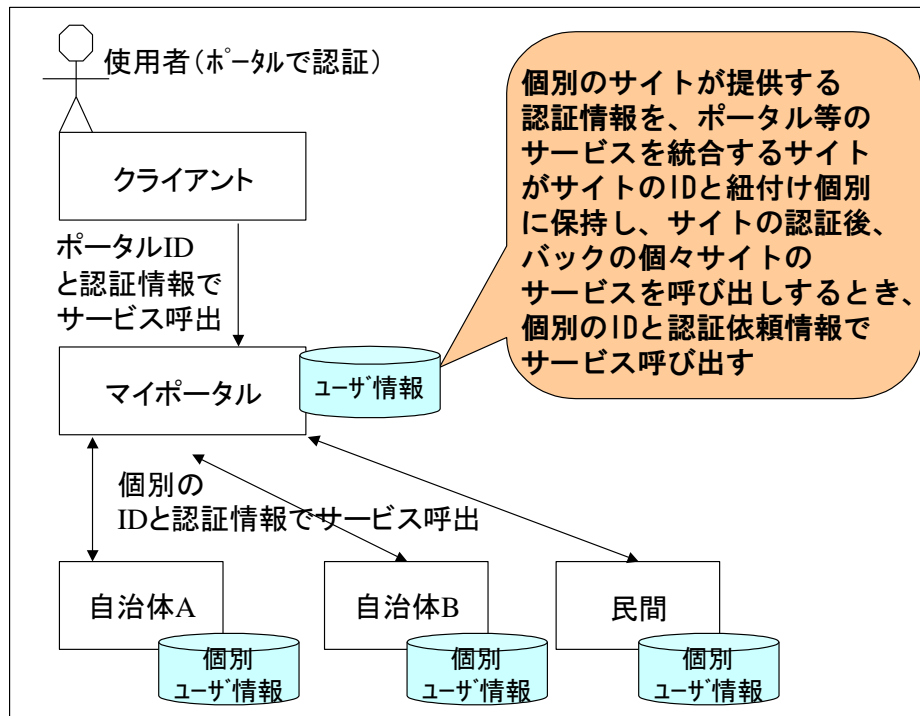 使用者（ﾎﾟｰﾀﾙで認証）
クライアント
ポータルID
と認証情報で
サービス呼出
個別のサイトが提供する
認証情報を、ポータル等の
サービスを統合するサイト
がサイトのIDと紐付け個別
に保持し、サイトの認証後、
バックの個々サイトの
サービスを呼び出しするとき、
個別のIDと認証依頼情報で
サービス呼び出す
マイポータル
ﾕｰｻﾞ情報
個別の
IDと認証情報でサービス呼出
自治体A
個別
ﾕｰｻﾞ情報
自治体B
個別
ﾕｰｻﾞ情報
民間
個別
ﾕｰｻﾞ情報